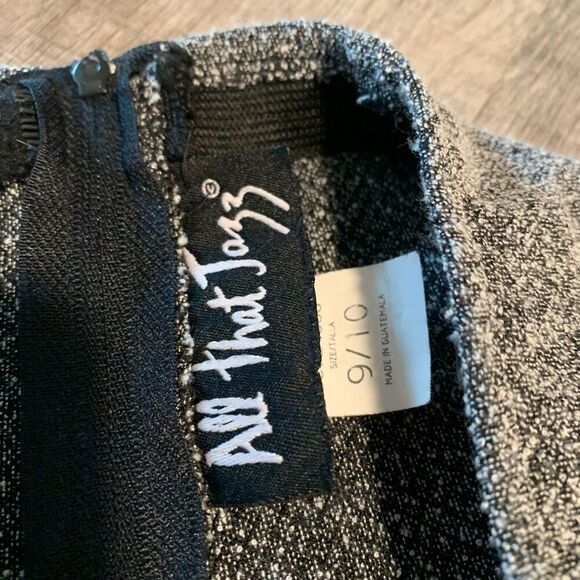 All That Jazz®
SIZE/TALLA
9/10
MADE IN GUATEMALA